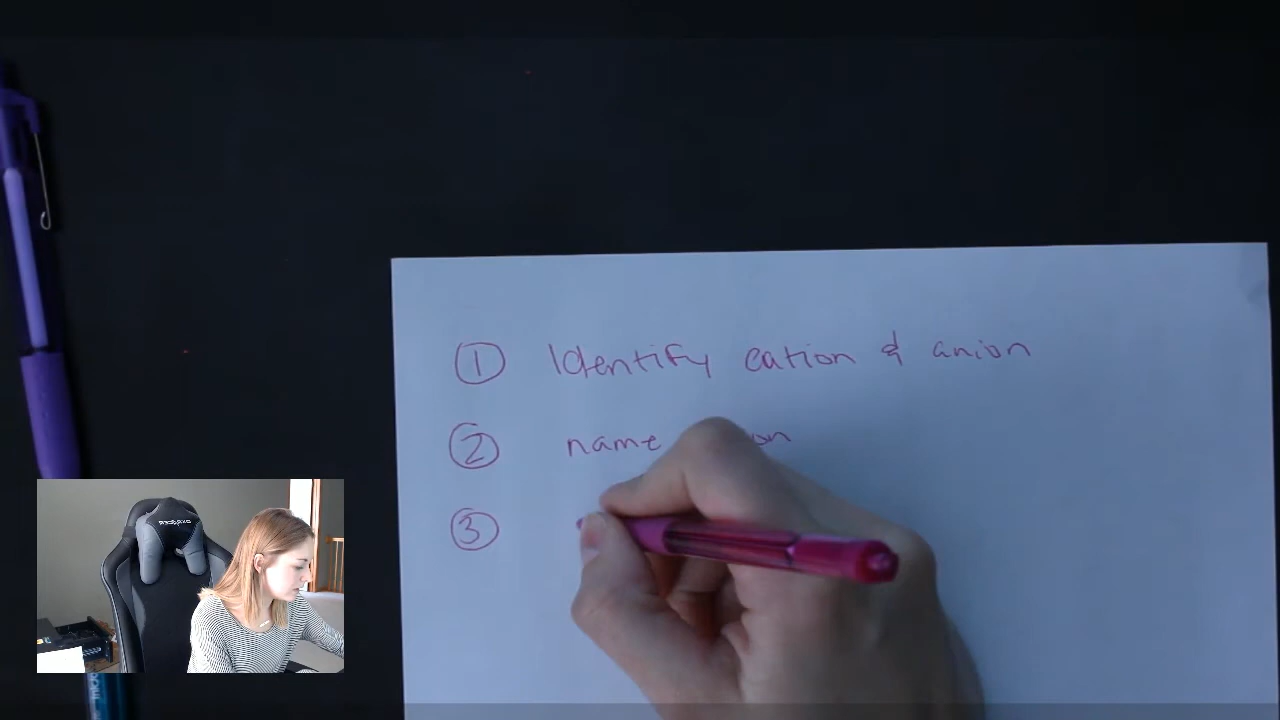 ① Identify cation & anion
② name
③